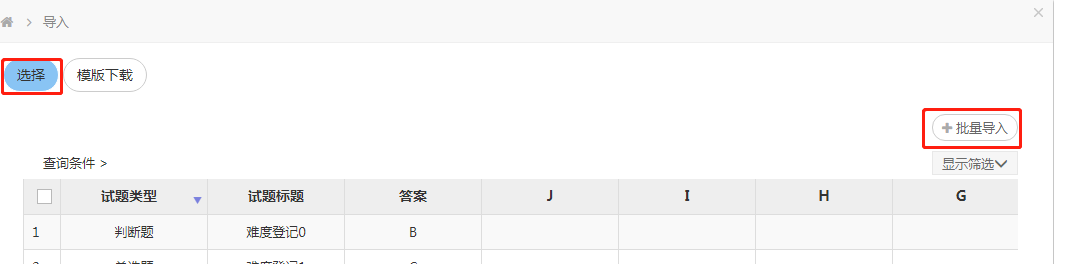 导入
选择 模版下载
批量导入
查询条件 >
显示筛选
试题类型 试题标题 答案 J I H G
1 判断题 难度登记0 B